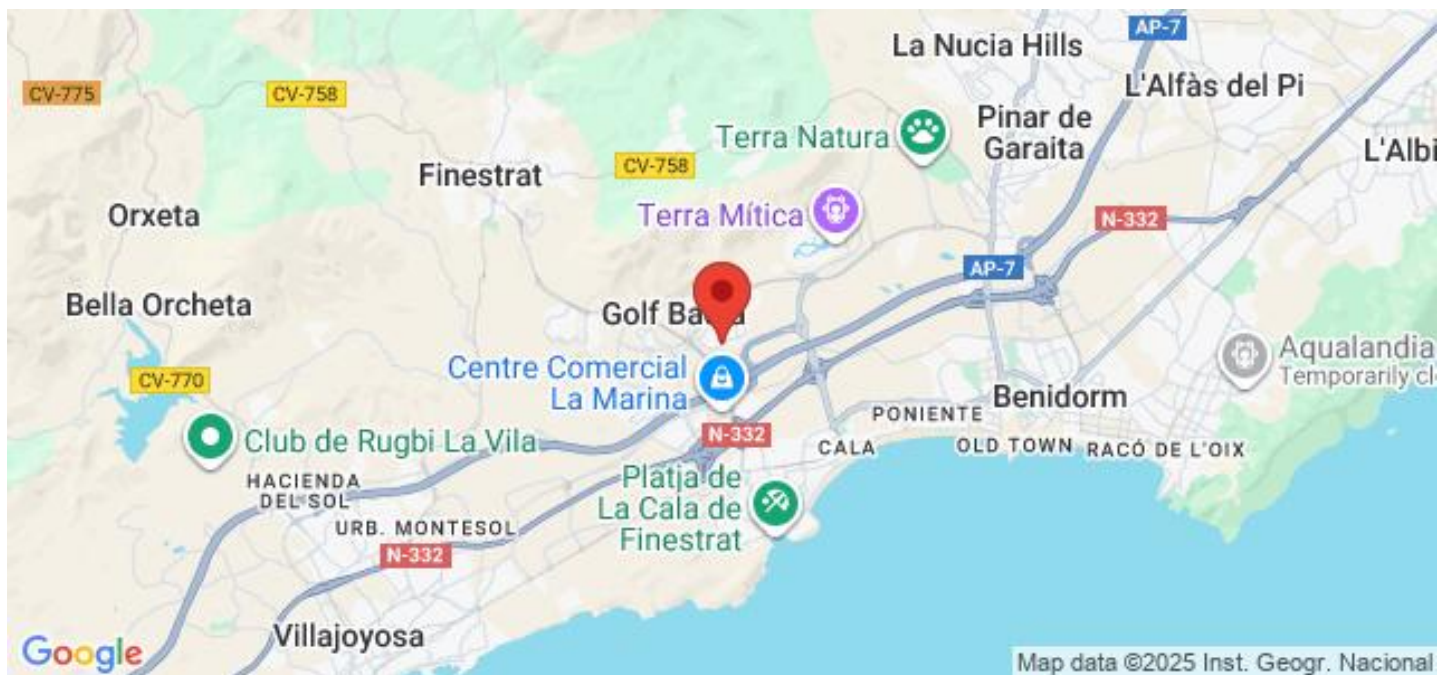 AP-7
La Nucia Hills
CV-775
CV-758
L'Alfàs del Pi
Terra Natura
Pinar de
Garaita
L'Albi
Finestrat
CV-758
Orxeta
Terra Mítica
N-332
AP-7
Bella Orcheta
Golf
Centre Comercial
La Marina
Aqualandia
Temporarily cl
CV-770
Benidorm
PONIENTE
N-332
CALA
OLD TOWN
RACÓ DE L'OIX
Club de Rugbi La Vila
HACIENDA
DEL SOL
Platja de
La Cala de
Finestrat
URB. MONTESOL
N-332
Villajoyosa
Google
Map data ©2025 Inst. Geogr. Nacional